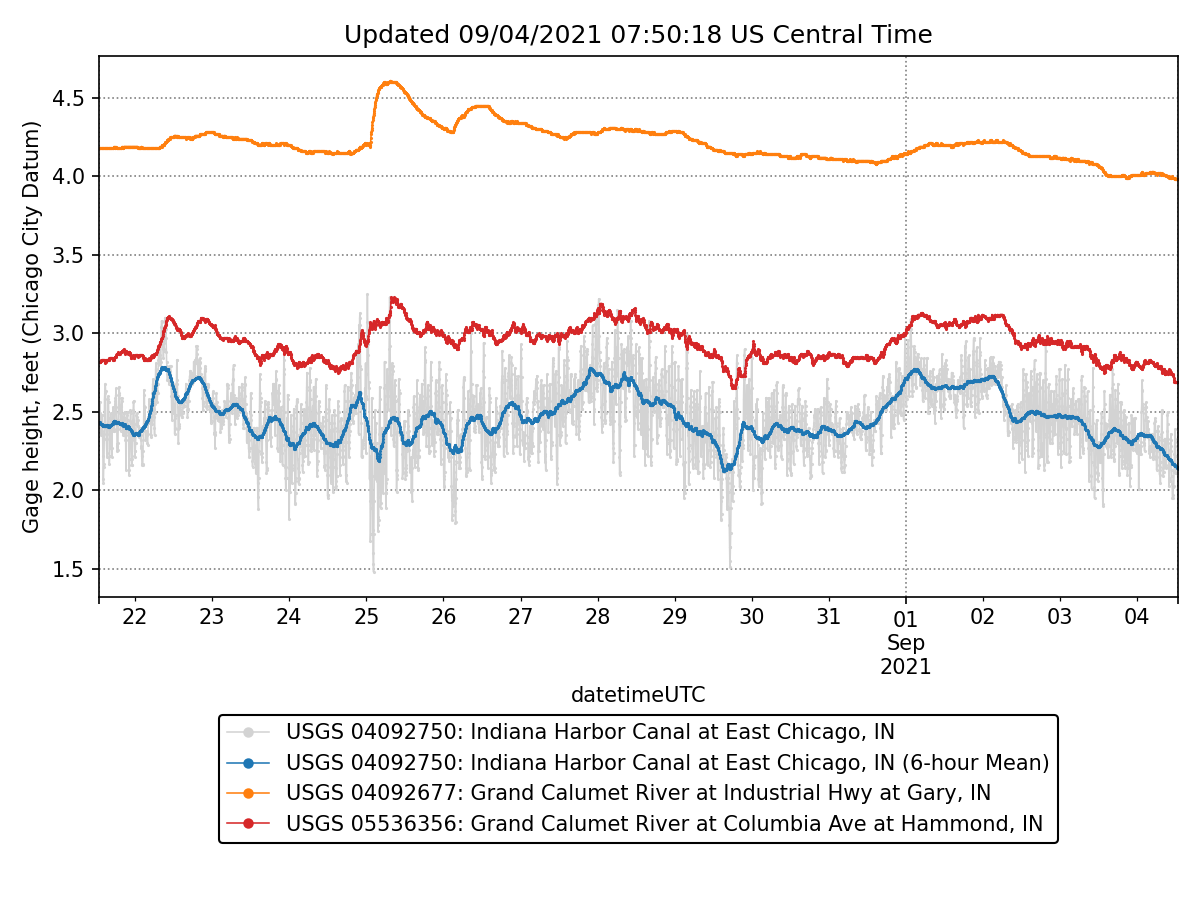 Updated 09/04/2021 07:50:18 US Central Time
Gage height, feet (Chicago City Datum)
4.5
4.0
3.5
3.0
2.5
2.0
1.5
22 23 24 25 26 27 28 29 30 31 01 02 03 04
Sep
2021
datetimeUTC
USGS 04092750: Indiana Harbor Canal at East Chicago, IN
USGS 04092750: Indiana Harbor Canal at East Chicago, IN (6-hour Mean)
USGS 04092677: Grand Calumet River at Industrial Hwy at Gary, IN
USGS 05536356: Grand Calumet River at Columbia Ave at Hammond, IN